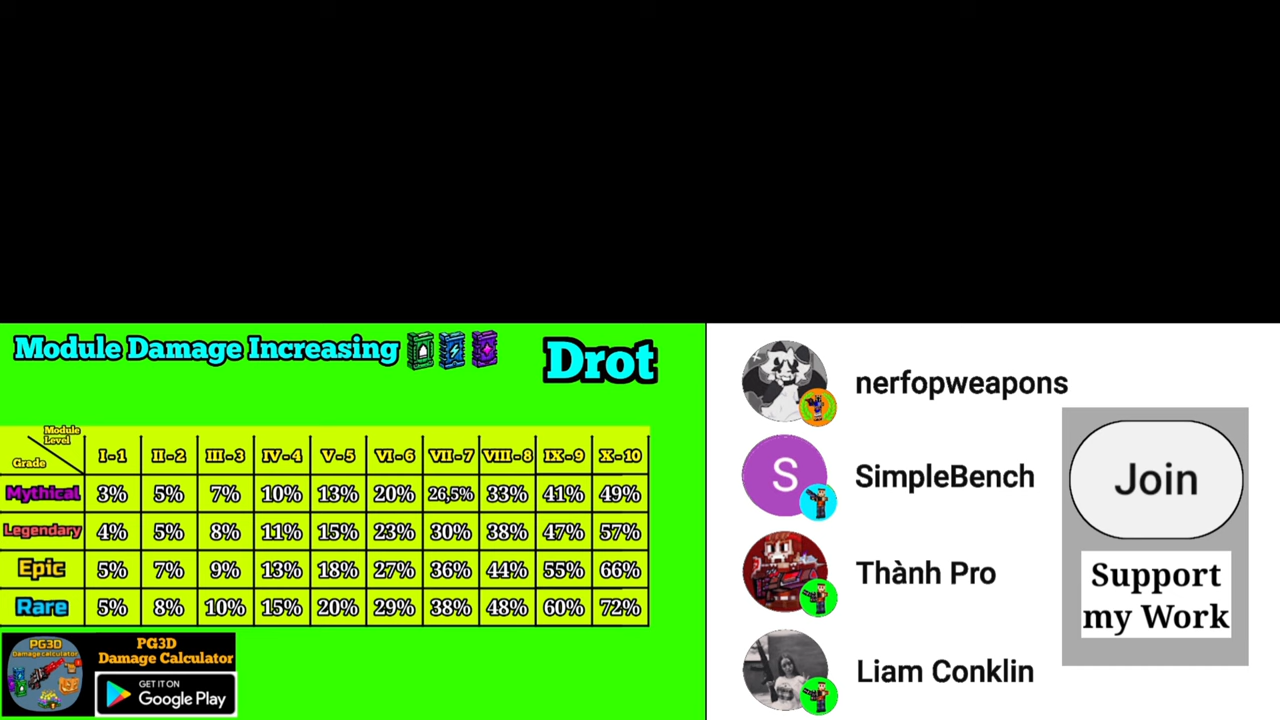 Module Damage Increasing
Drot
Module Level
Grade
I - 1 II - 2 III - 3 IV - 4 V - 5 VI - 6 VII - 7 VIII - 8 IX - 9 X - 10
Mythical 3% 5% 7% 10% 13% 20% 26,5% 33% 41% 49%
Legendary 4% 5% 8% 11% 15% 23% 30% 38% 47% 57%
Epic 5% 7% 9% 13% 18% 27% 36% 44% 55% 66%
Rare 5% 8% 10% 15% 20% 29% 38% 48% 60% 72%
PG3D
Damage calculator
PG3D
Damage Calculator
GET IT ON
Google Play
nerfopweapons
S
SimpleBench
Thành Pro
Liam Conklin
Join
Support
my Work